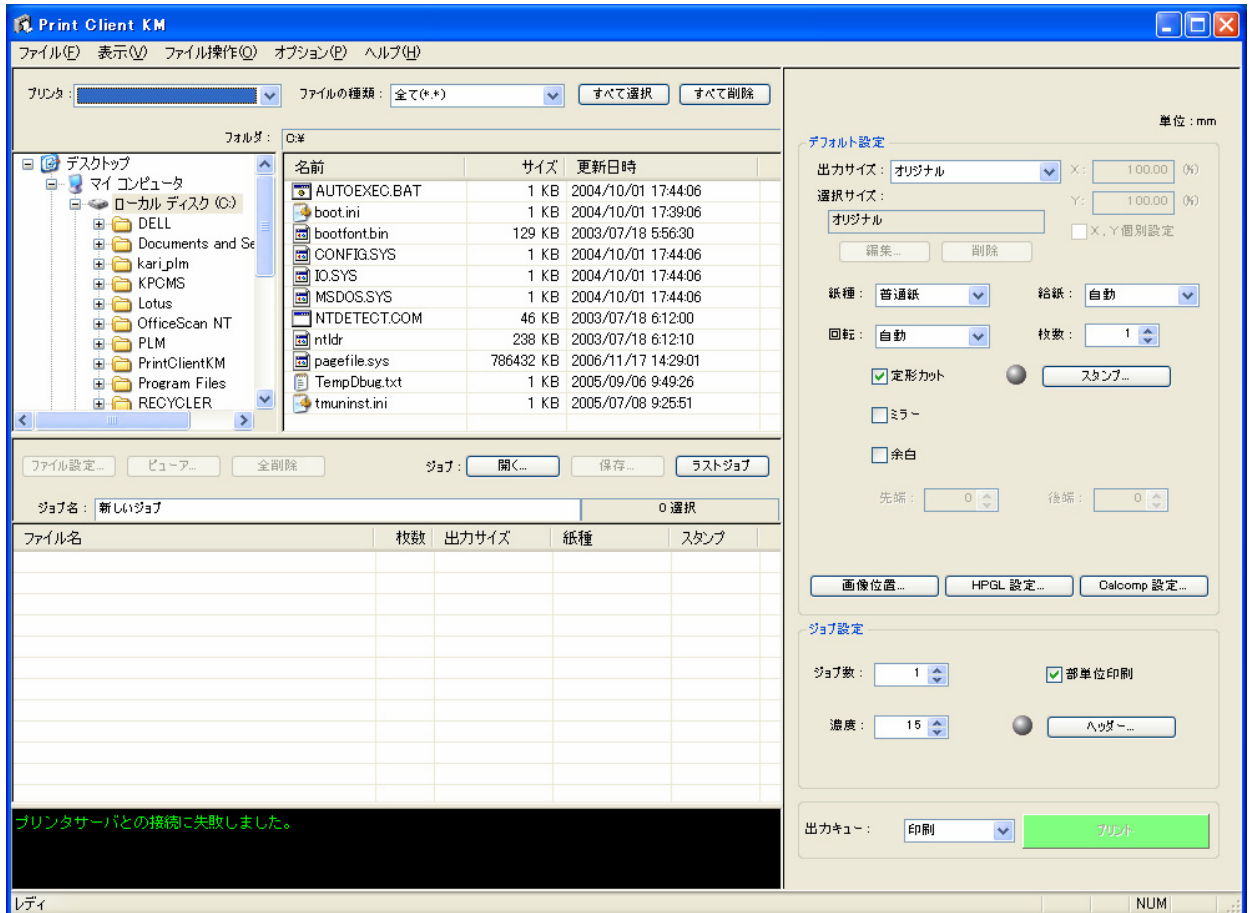 Print Client KM
ファイル(F) 表示(V) ファイル操作(O) オプション(P) ヘルプ(H)
プリンタ : ファイルの種類 : 全て(*.*) すべて選択 すべて削除
フォルダ : C:¥
デスクトップ
マイ コンピュータ
ローカル ディスク (C:)
DELL
Documents and Se
kari_plm
KPCMS
Lotus
OfficeScan NT
PLM
PrintClientKM
Program Files
RECYCLER
名前 サイズ 更新日時
AUTOEXEC.BAT 1 KB 2004/10/01 17:44:06
boot.ini 1 KB 2004/10/01 17:39:06
bootfont.bin 129 KB 2003/07/18 5:56:30
CONFIG.SYS 1 KB 2004/10/01 17:44:06
IO.SYS 1 KB 2004/10/01 17:44:06
MSDOS.SYS 1 KB 2004/10/01 17:44:06
NTDETECT.COM 46 KB 2003/07/18 6:12:00
ntldr 238 KB 2003/07/18 6:12:10
pagefile.sys 786432 KB 2006/11/17 14:29:01
TempDbug.txt 1 KB 2005/09/06 9:49:26
tmuninst.ini 1 KB 2005/07/08 9:25:51
ファイル設定... ビューア... 全削除 ジョブ : 開く... 保存... ラストジョブ
ジョブ名 : 新しいジョブ 0 選択
ファイル名 枚数 出力サイズ 紙種 スタンプ
プリンタサーバとの接続に失敗しました。
レディ
単位 : mm
デフォルト設定
出力サイズ : オリジナル X : 100.00 (%)
選択サイズ : Y : 100.00 (%)
オリジナル X , Y 個別設定
編集... 削除
紙種 : 普通紙 給紙 : 自動
回転 : 自動 枚数 : 1
定形カット スタンプ...
ミラー
余白
先端 : 0 後端 : 0
画像位置... HPGL 設定... Calcomp 設定...
ジョブ設定
ジョブ数 : 1 部単位印刷
濃度 : 15 ヘッダー...
出力キュー : 印刷 プリント
NUM